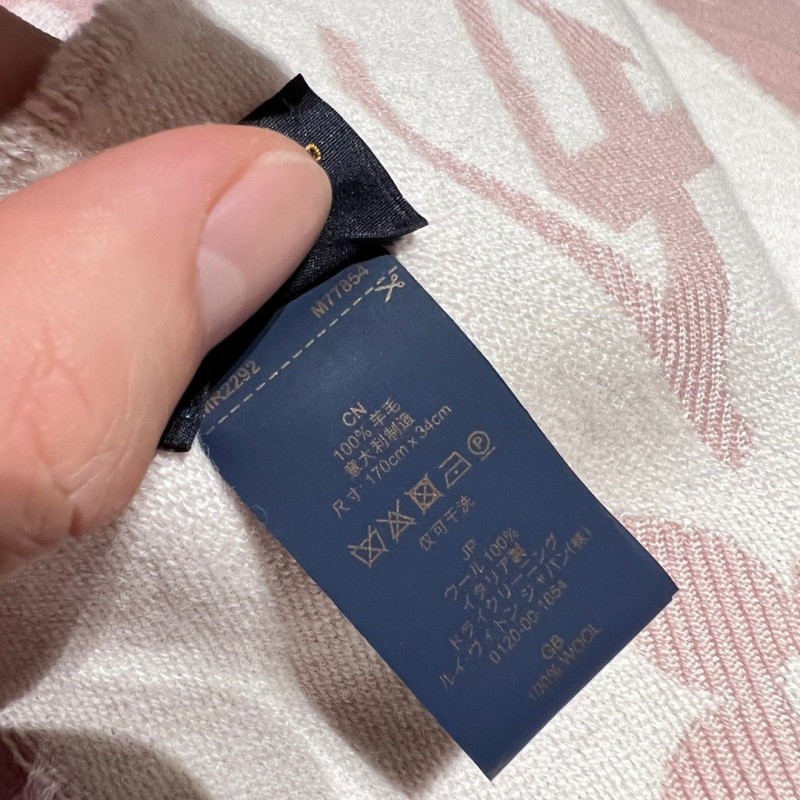 M77854
2292
CN
100% 羊毛
意大利制造
尺寸: 170cm x 34cm
P
仅可干洗
JP
ウール 100%
イタリア製
ドライクリーニング
ルイ・ヴィトン ジャパン(株)
0120-00-1854
GB
100% WOOL